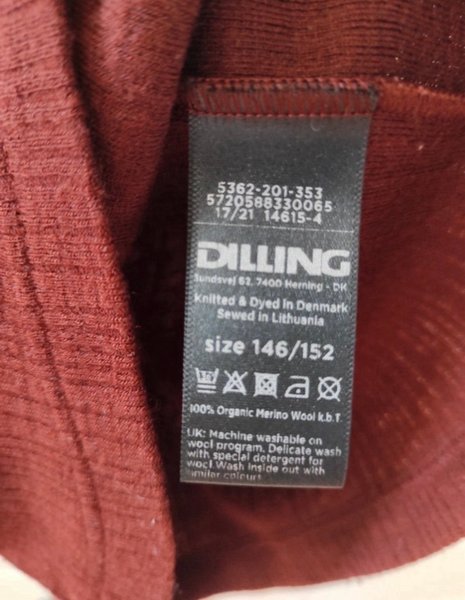 5362-201-353
5720588330065
17/21 14615-4
DILLING
Sundsvej 62, 7400 Herning - DK
Knitted & Dyed in Denmark
Sewed in Lithuania
size 146/152
100% Organic Merino Wool k.b.T
UK: Machine washable on
wool program. Delicate wash
with special detergent for
wool. Wash inside out with
similar colours.